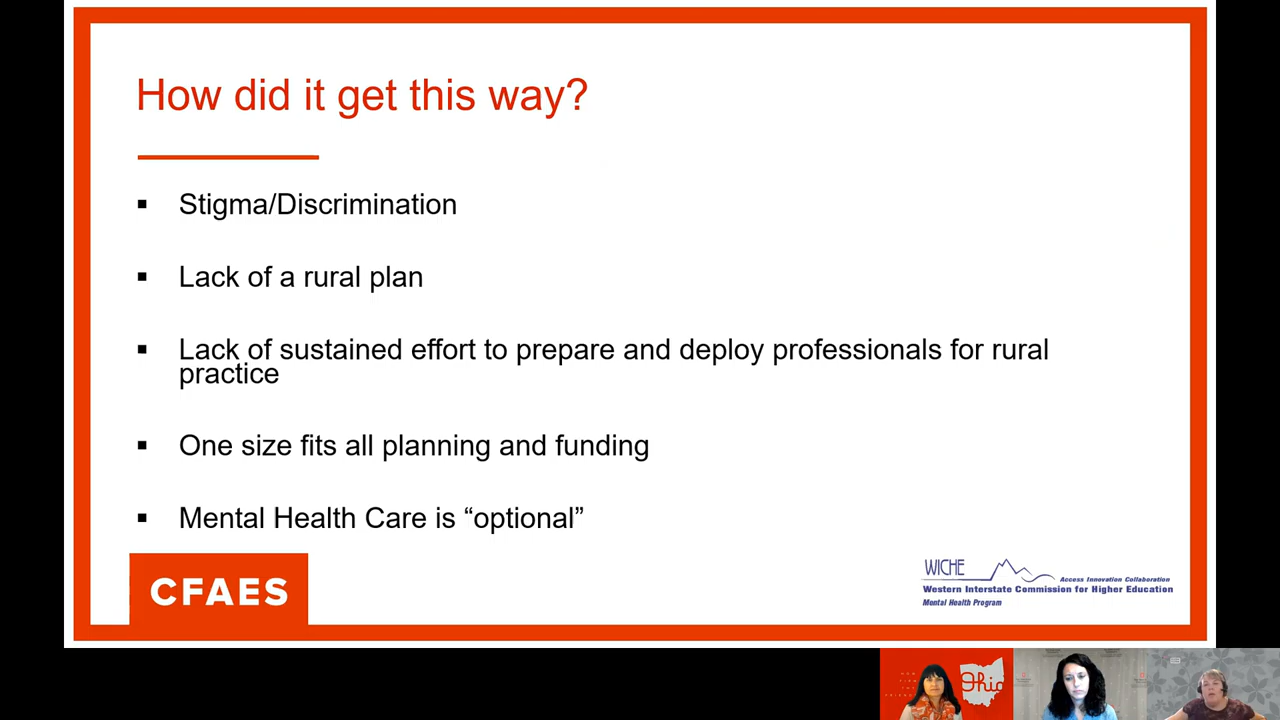 How did it get this way?
▪ Stigma/Discrimination
▪ Lack of a rural plan
▪ Lack of sustained effort to prepare and deploy professionals for rural
practice
▪ One size fits all planning and funding
▪ Mental Health Care is “optional”
CFAES
WICHE
Access Innovation Collaboration
Western Interstate Commission for Higher Education
Mental Health Program
Ohio